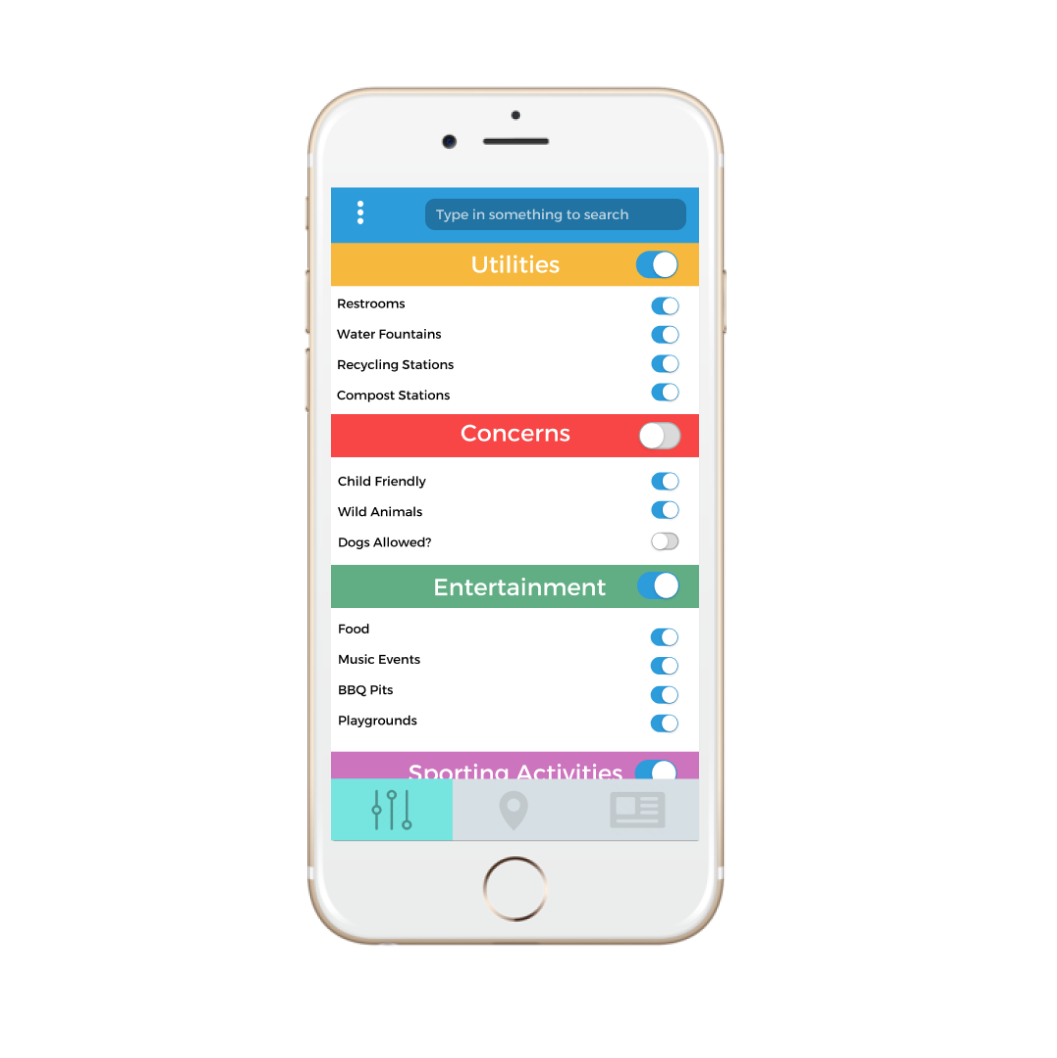 Type in something to search
Utilities
Restrooms
Water Fountains
Recycling Stations
Compost Stations
Concerns
Child Friendly
Wild Animals
Dogs Allowed?
Entertainment
Food
Music Events
BBQ Pits
Playgrounds
Sporting Activities